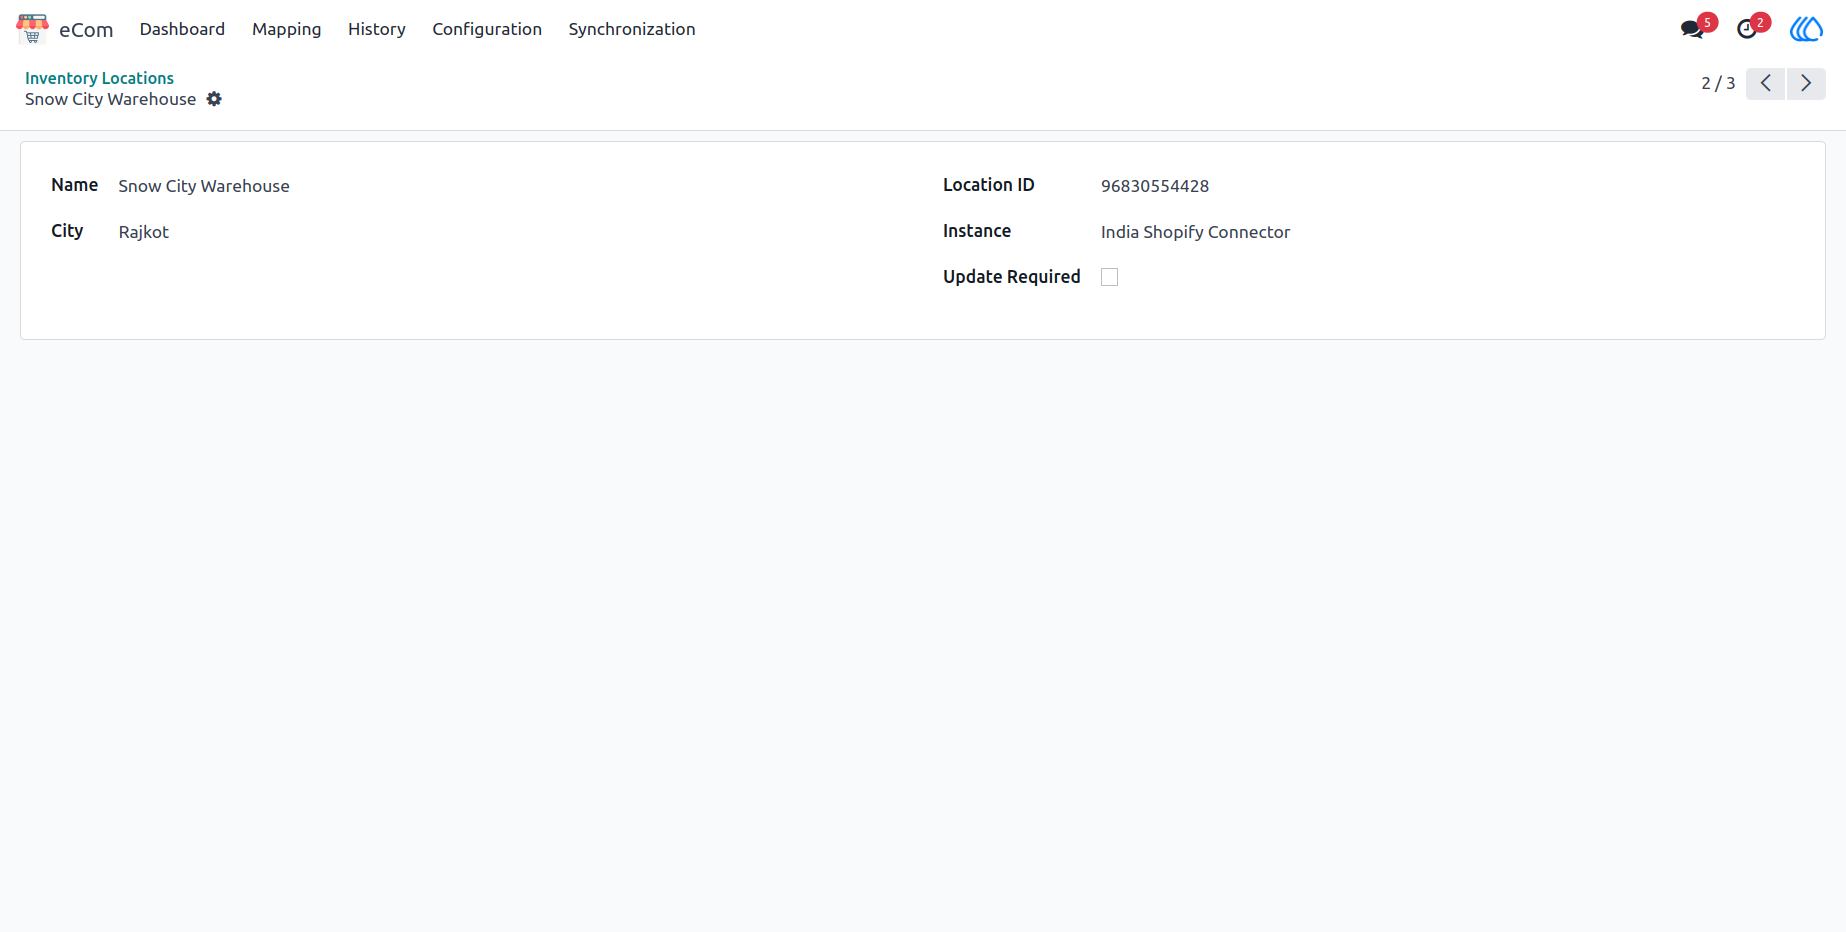 eCom Dashboard Mapping History Configuration Synchronization 5 2
Inventory Locations
Snow City Warehouse
2 / 3
Name Snow City Warehouse
Location ID 96830554428
City Rajkot
Instance India Shopify Connector
Update Required